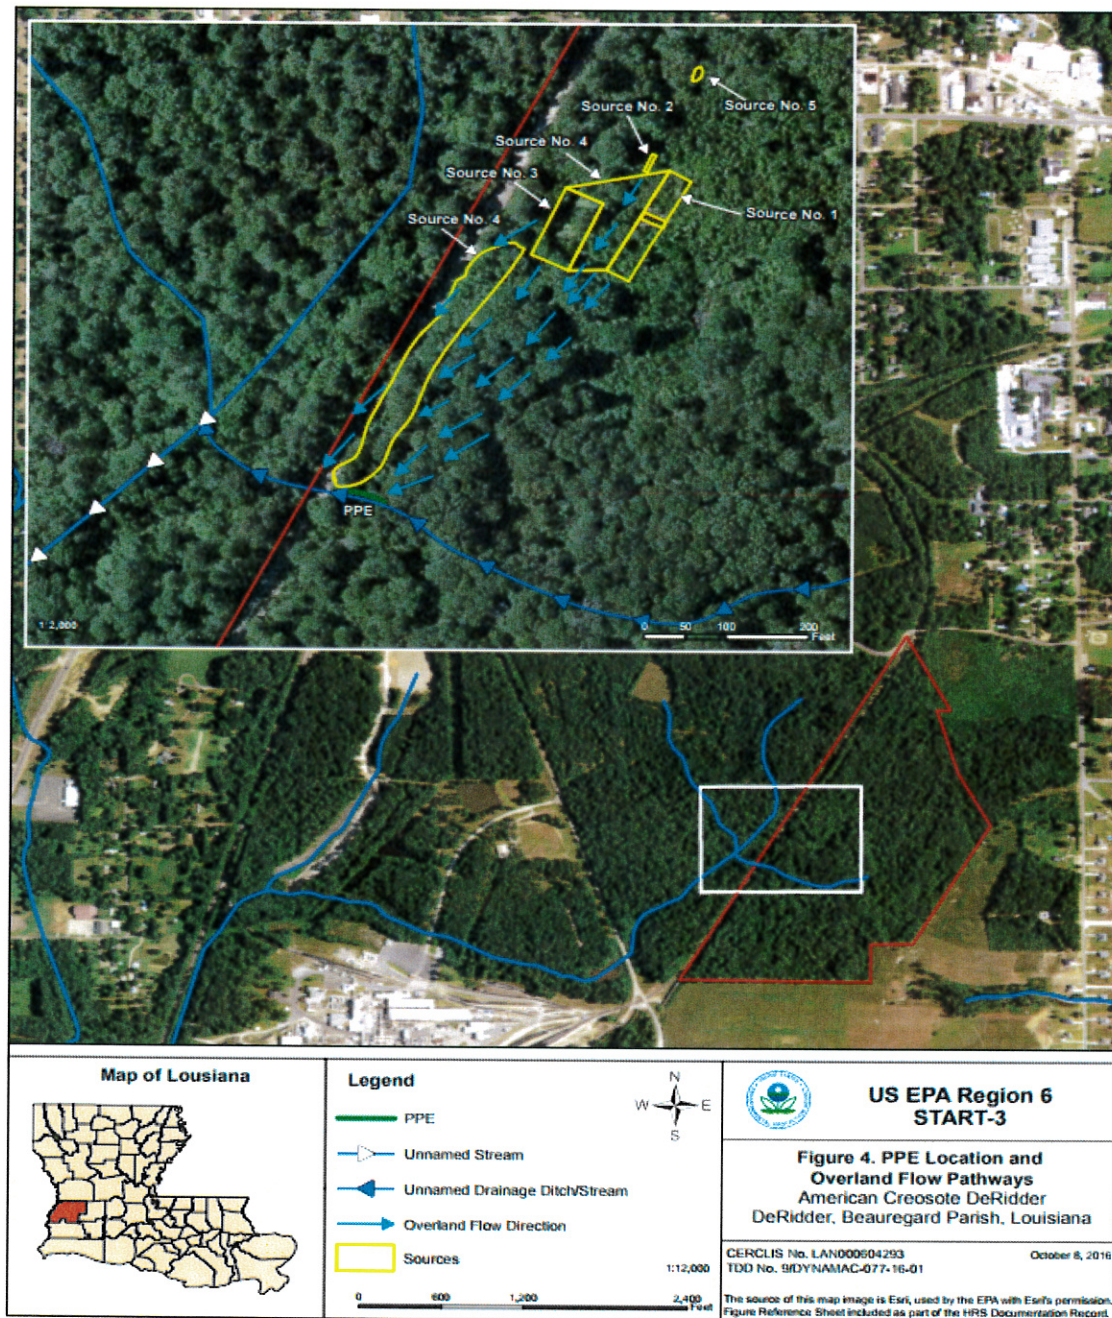 Source No. 5
Source No. 2
Source No. 4
Source No. 3
Source No. 1
Source No. 4
PPE
1:2,000
0 50 100 200
Feet
Map of Lousiana
Legend
PPE
Unnamed Stream
Unnamed Drainage Ditch/Stream
Overland Flow Direction
Sources
N
W E
S
1:12,000
0 600 1,200 2,400
Feet
US EPA Region 6
START-3
Figure 4. PPE Location and
Overland Flow Pathways
American Creosote DeRidder
DeRidder, Beauregard Parish, Louisiana
CERCLIS No. LAN000604293
October 8, 2016
TDD No. 9/DYNAMAC-077-16-01
The source of this map image is Esri, used by the EPA with Esri's permission.
Figure Reference Sheet included as part of the HRS Documentation Record.